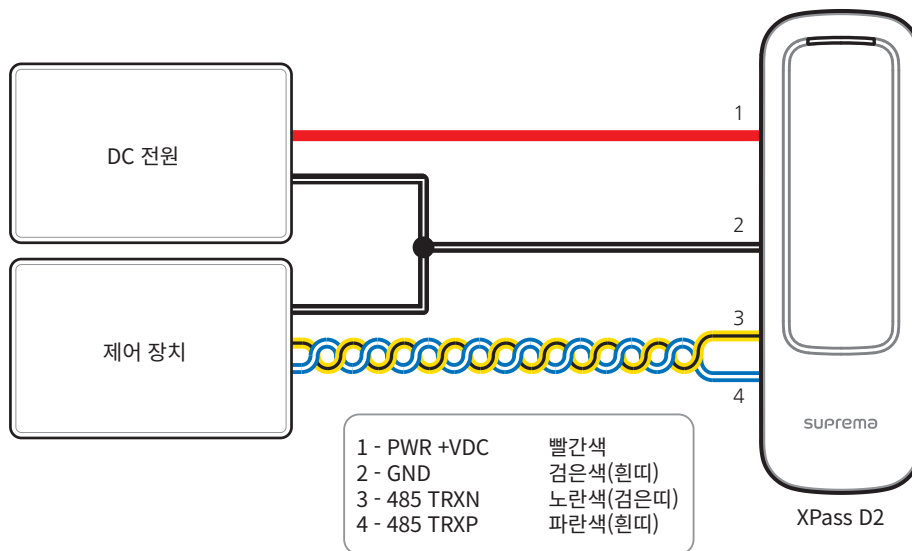 DC 전원
제어 장치
1
2
3
4
suprema
XPass D2
1 - PWR +VDC 빨간색
2 - GND 검은색(흰띠)
3 - 485 TRXN 노란색(검은띠)
4 - 485 TRXP 파란색(흰띠)